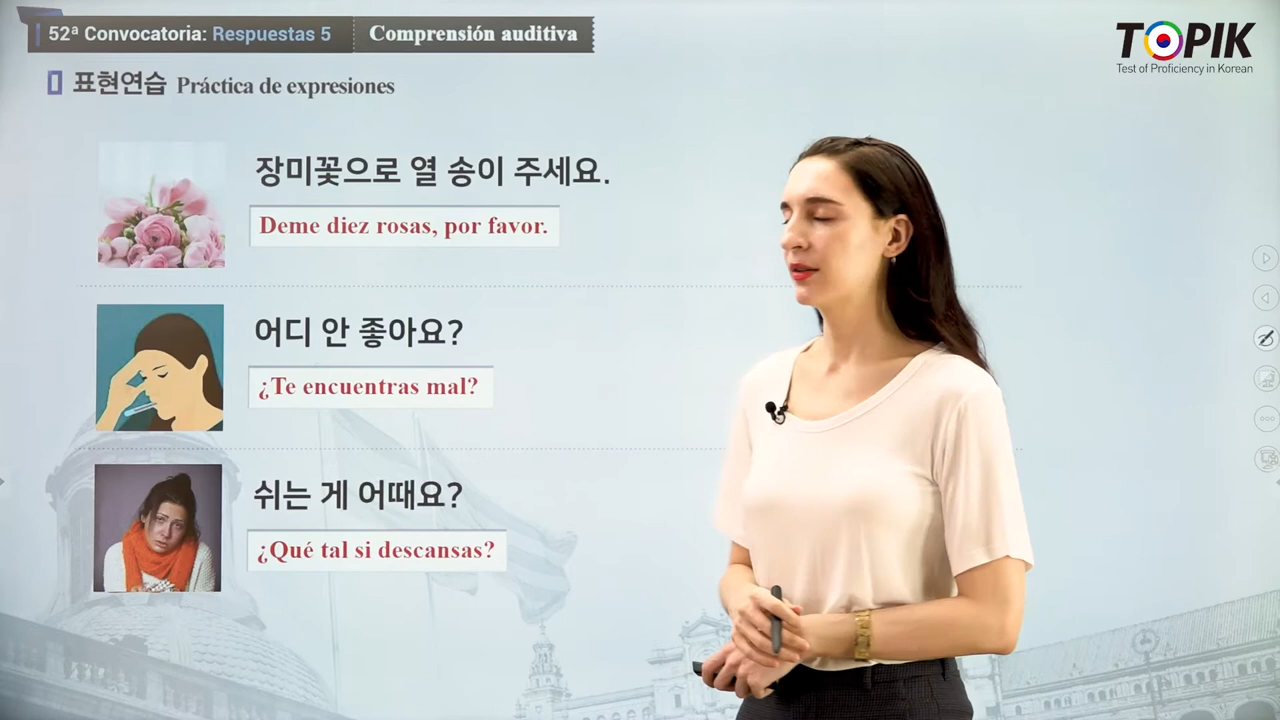 52ª Convocatoria: Respuestas 5 Comprensión auditiva
TOPIK
Test of Proficiency in Korean
표현연습 Práctica de expresiones
장미꽃으로 열 송이 주세요.
Deme diez rosas, por favor.
어디 안 좋아요?
¿Te encuentras mal?
쉬는 게 어때요?
¿Qué tal si descansas?